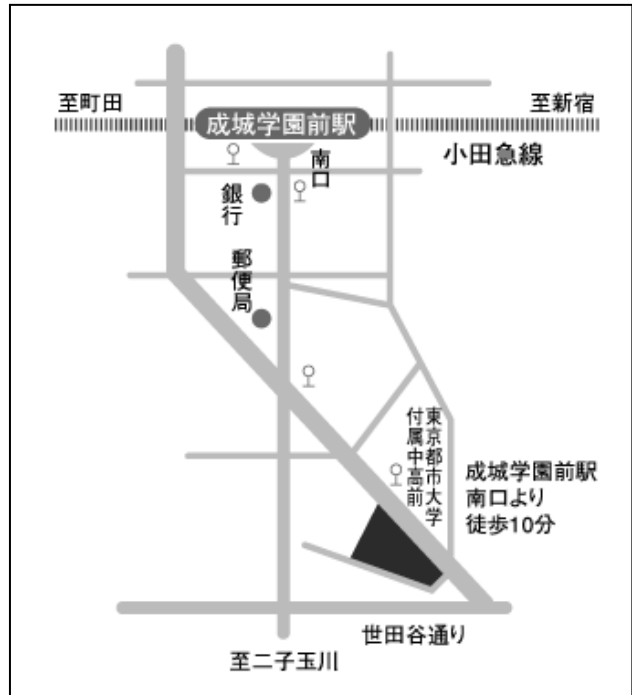 至町田
至新宿
成城学園前駅
小田急線
南口
銀行
郵便局
東京都市大学
付属中高前
成城学園前駅
南口より
徒歩10分
世田谷通り
至二子玉川